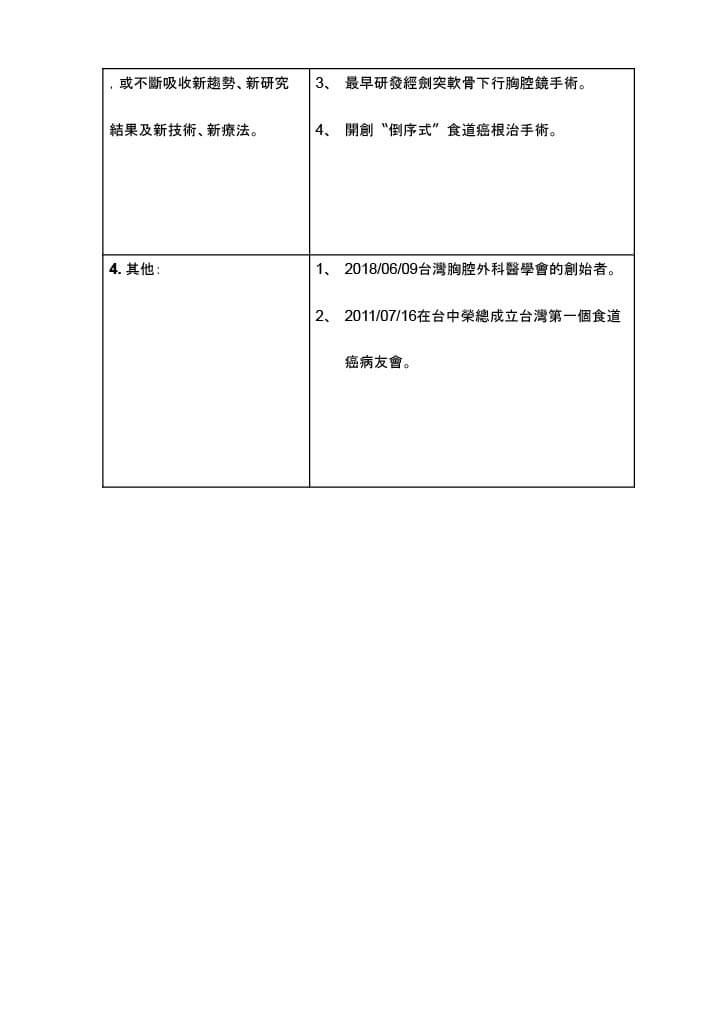 ，或不斷吸收新趨勢、新研究
結果及新技術、新療法。
3、 最早研發經劍突軟骨下行胸腔鏡手術。
4、 開創〝倒序式〞食道癌根治手術。
4. 其他：
1、 2018/06/09台灣胸腔外科醫學會的創始者。
2、 2011/07/16在台中榮總成立台灣第一個食道
癌病友會。